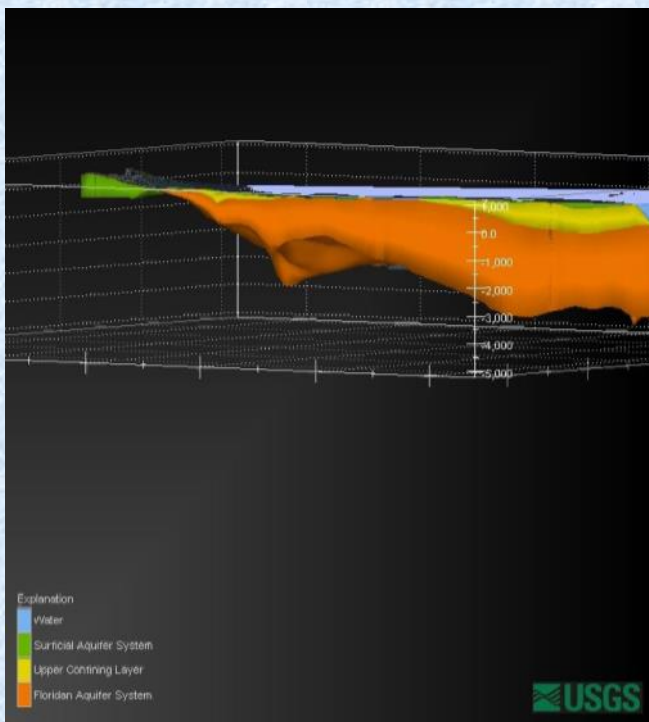 1,000
0.0
-1,000
-2,000
-3,000
-4,000
-5,000
Explanation
Water
Surficial Aquifer System
Upper Confining Layer
Floridan Aquifer System
USGS